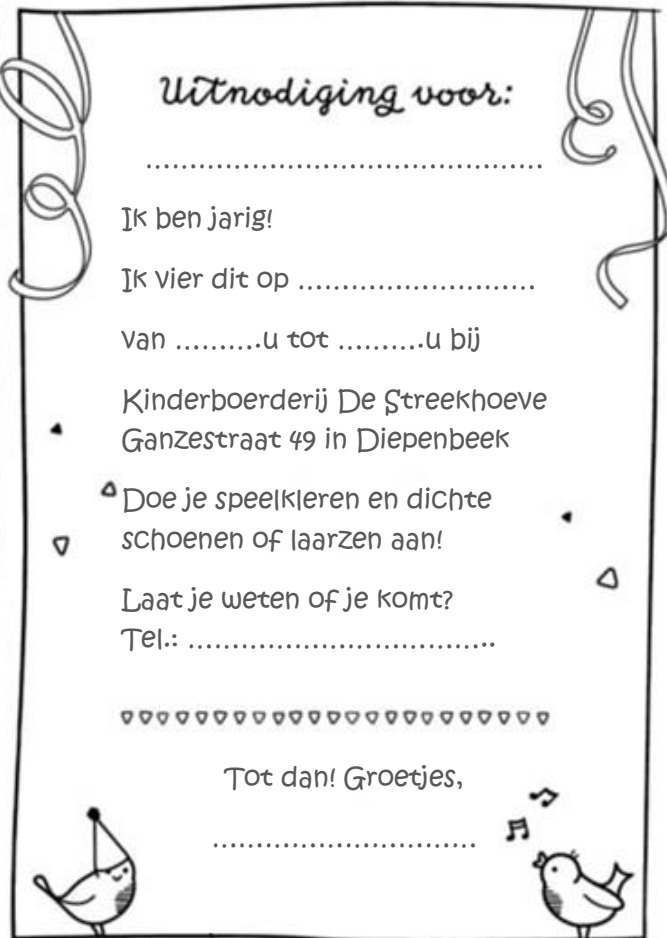 Uitnodiging voor:
.............................................
Ik ben jarig!
Ik vier dit op ...........................
van ..........u tot ..........u bij
Kinderboerderij De Streekhoeve
Ganzestraat 49 in Diepenbeek
Doe je speelkleren en dichte
schoenen of laarzen aan!
Laat je weten of je komt?
Tel.: ...................................
Tot dan! Groetjes,
..............................